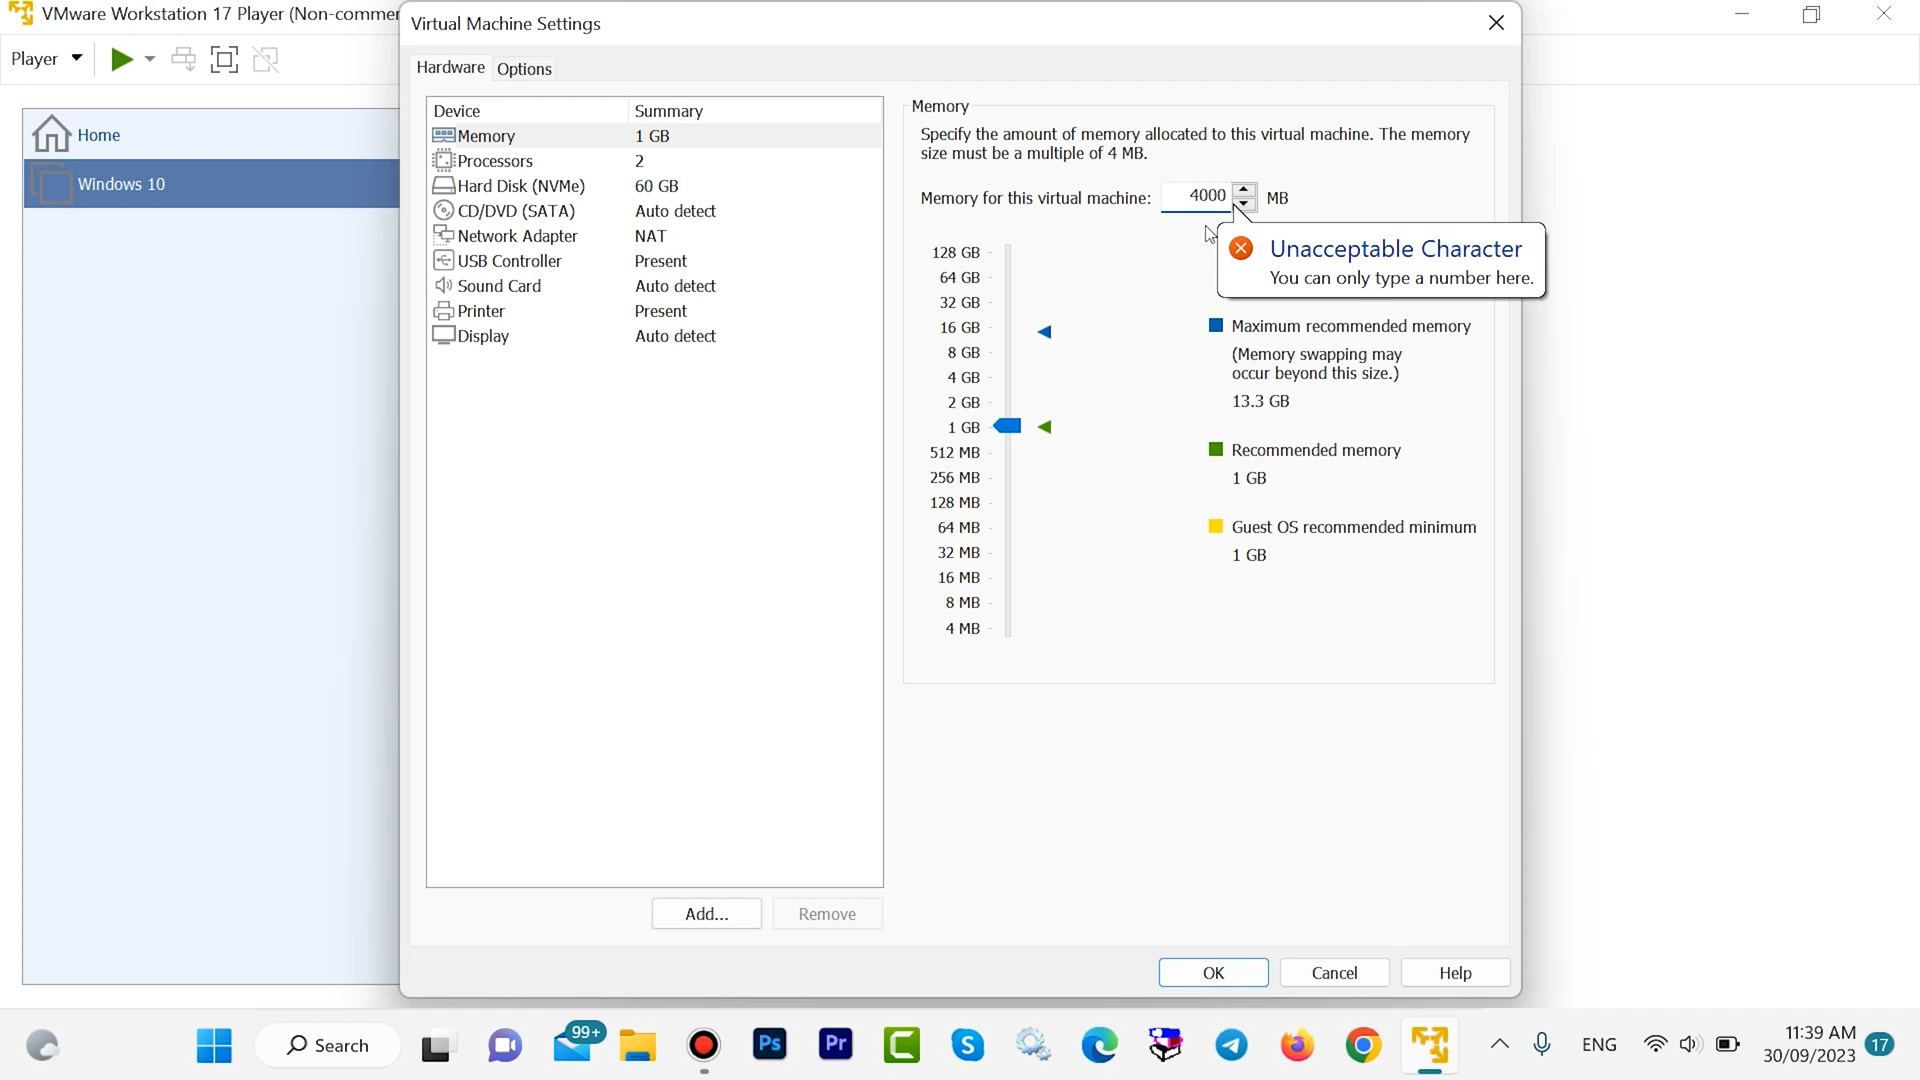 VMware Workstation 17 Player (Non-commer
Virtual Machine Settings
Player
Hardware
Options
Home
Windows 10
Device Summary
Memory 1 GB
Processors 2
Hard Disk (NVMe) 60 GB
CD/DVD (SATA) Auto detect
Network Adapter NAT
USB Controller Present
Sound Card Auto detect
Printer Present
Display Auto detect
Add...
Remove
Memory
Specify the amount of memory allocated to this virtual machine. The memory
size must be a multiple of 4 MB.
Memory for this virtual machine: 4000 MB
Unacceptable Character
You can only type a number here.
128 GB
64 GB
32 GB
16 GB
8 GB
4 GB
2 GB
1 GB
512 MB
256 MB
128 MB
64 MB
32 MB
16 MB
8 MB
4 MB
Maximum recommended memory
(Memory swapping may
occur beyond this size.)
13.3 GB
Recommended memory
1 GB
Guest OS recommended minimum
1 GB
OK
Cancel
Help
Search
99+
Ps
Pr
ENG
11:39 AM
30/09/2023
17